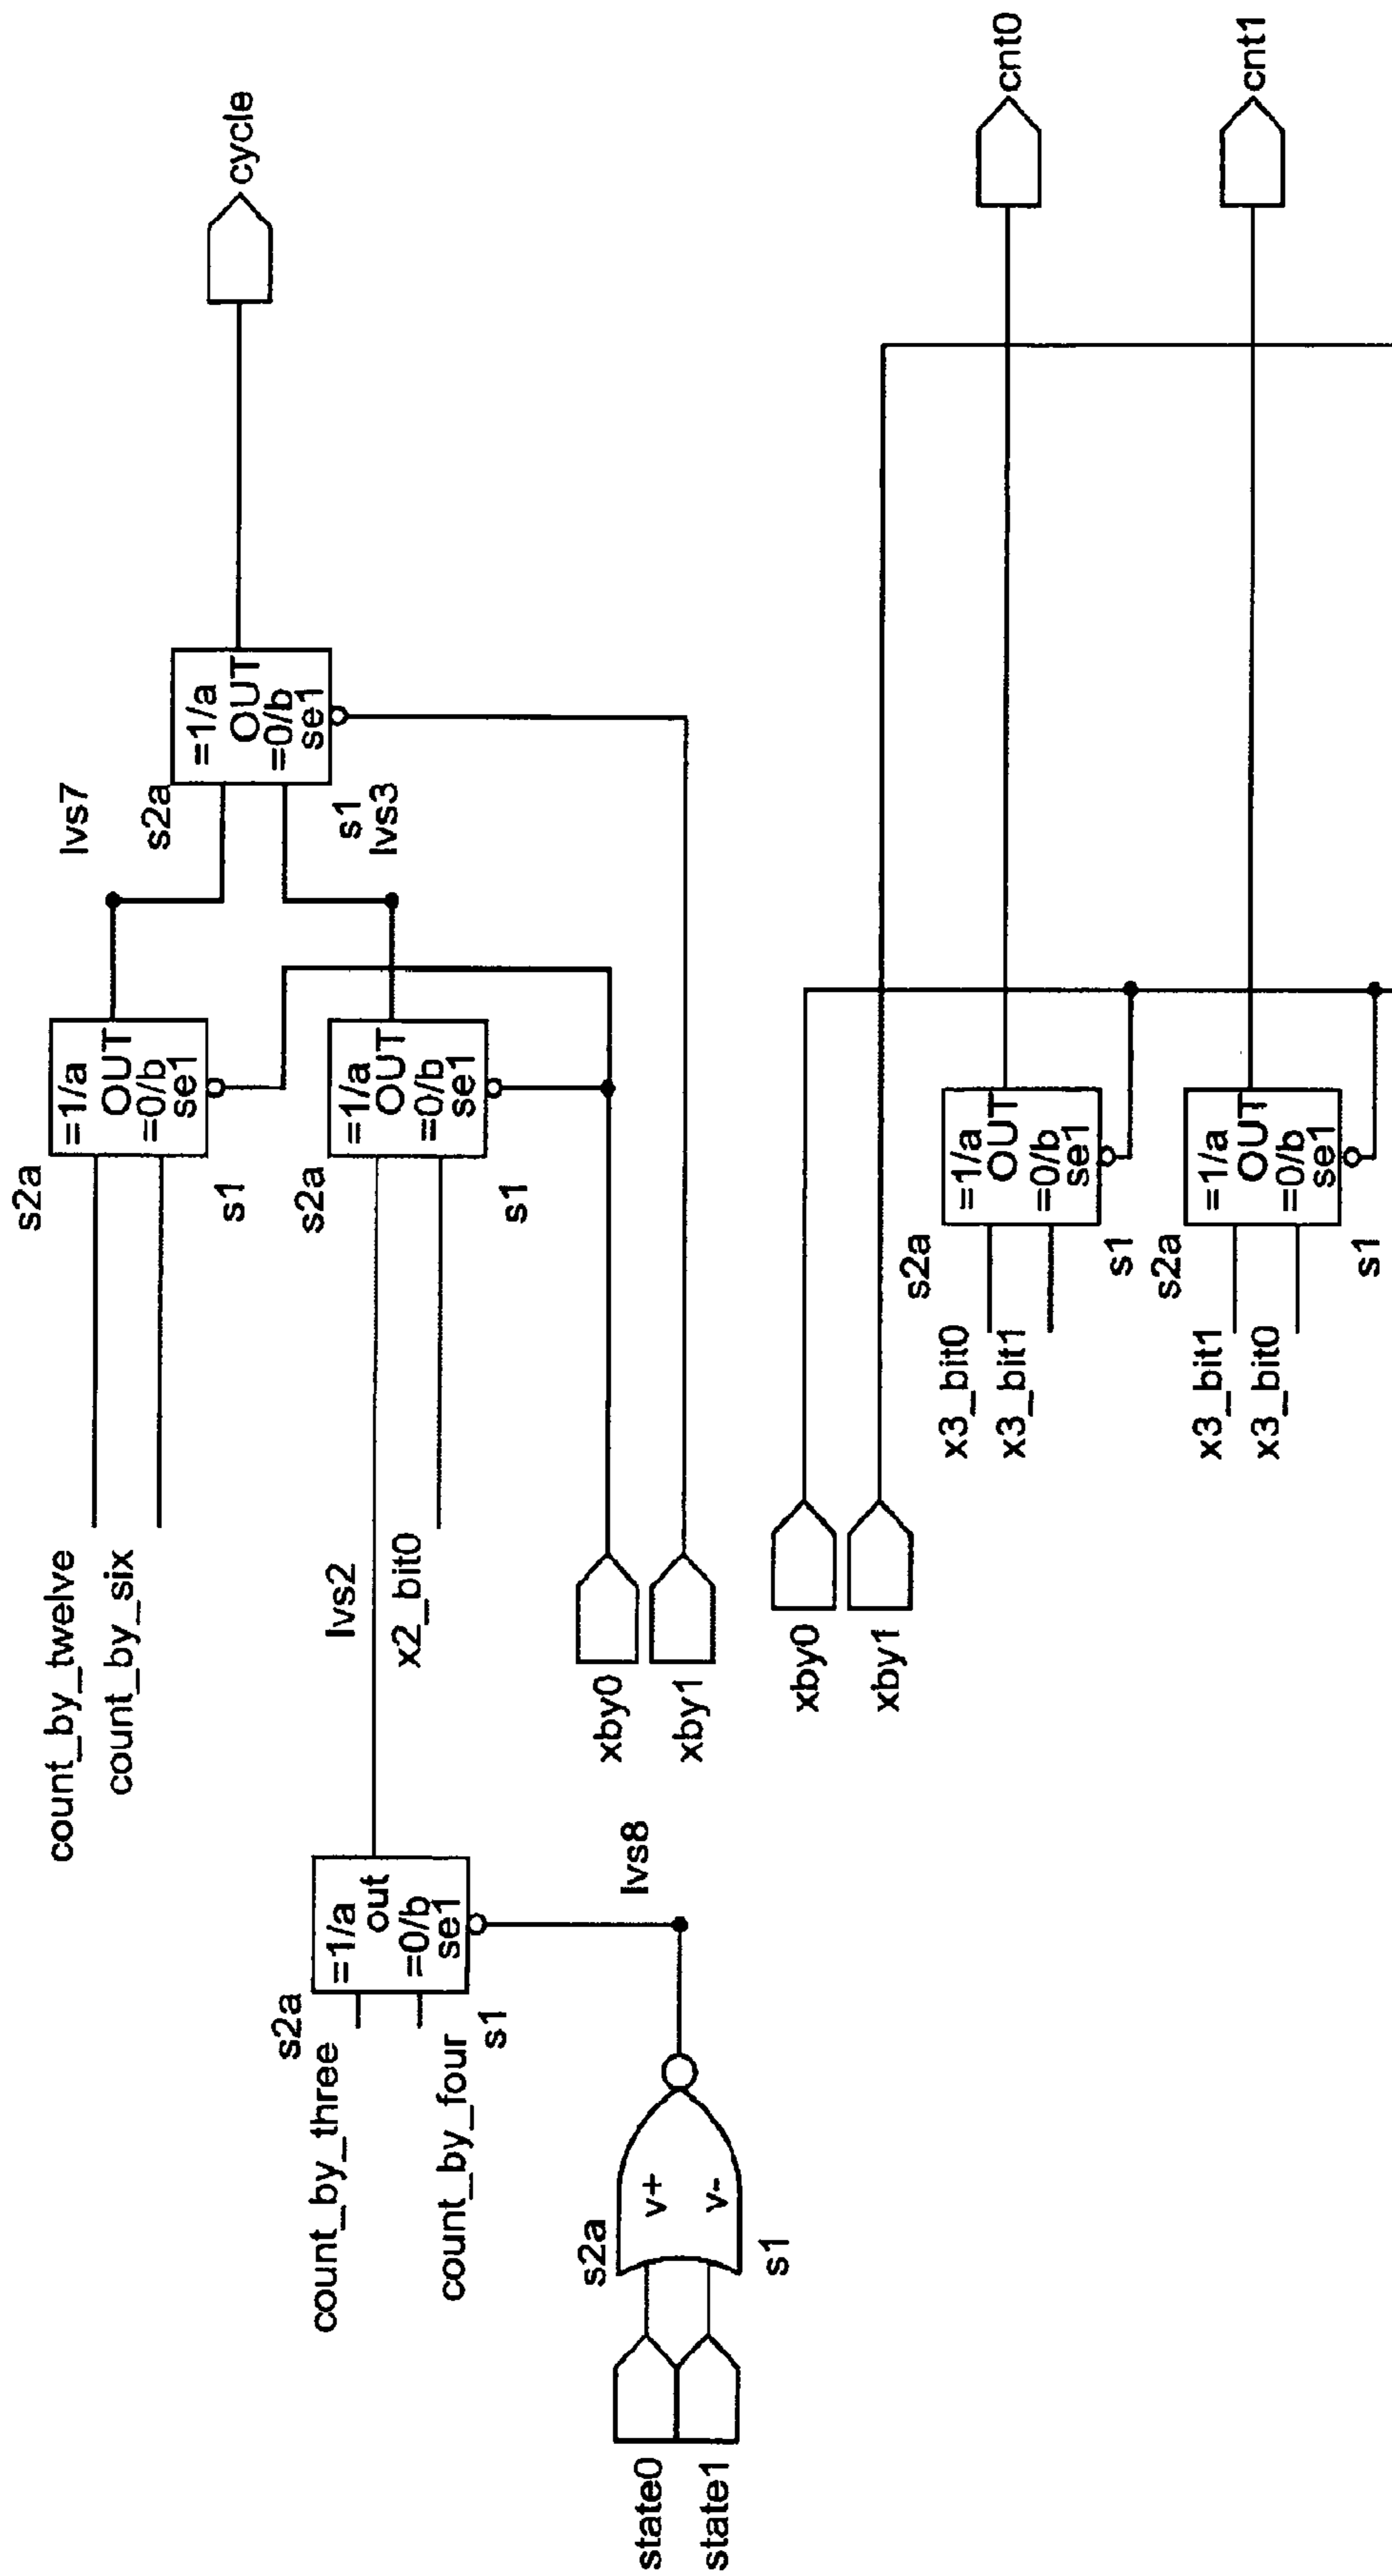 count_by_twelve
count_by_six
s2a
=1/a
OUT
=0/b
se1
s1
lvs7
s2a
=1/a
OUT
=0/b
se1
s1
lvs3
cycle
lvs2
x2_bit0
s2a
=1/a
OUT
=0/b
se1
s1
count_by_three
count_by_four
s2a
=1/a
out
=0/b
se1
s1
lvs8
xby0
xby1
state0
state1
s2a
v+
v-
s1
xby0
xby1
x3_bit0
x3_bit1
s2a
=1/a
OUT
=0/b
se1
s1
cnt0
x3_bit1
x3_bit0
s2a
=1/a
OUT
=0/b
se1
s1
cnt1